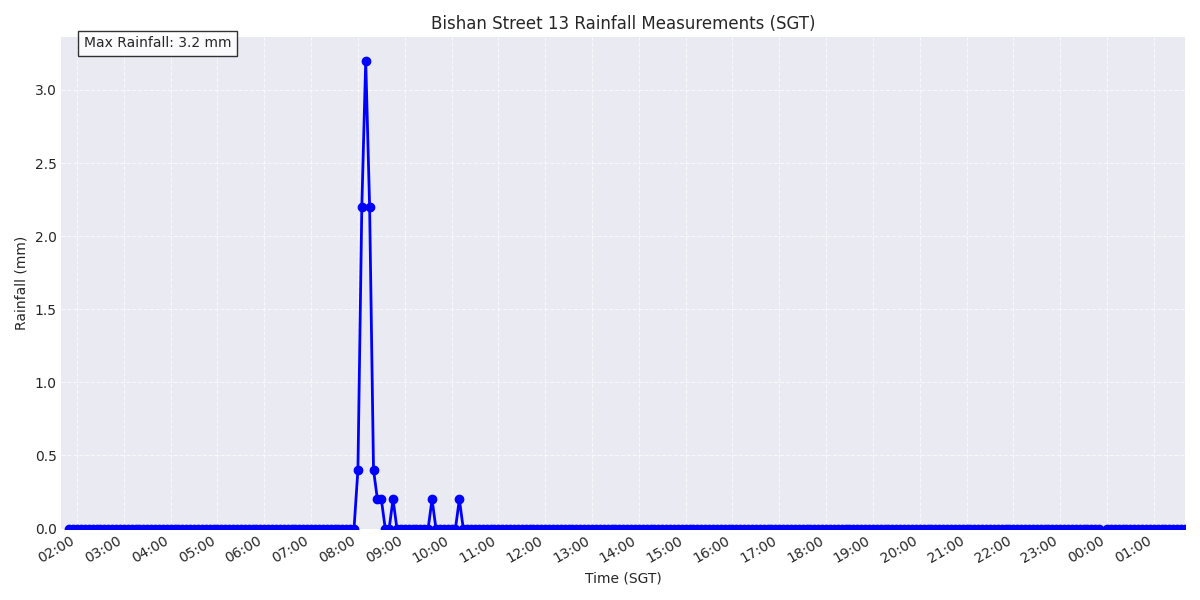 Bishan Street 13 Rainfall Measurements (SGT)
Max Rainfall: 3.2 mm
Rainfall (mm)
3.0
2.5
2.0
1.5
1.0
0.5
0.0
02:00 03:00 04:00 05:00 06:00 07:00 08:00 09:00 10:00 11:00 12:00 13:00 14:00 15:00 16:00 17:00 18:00 19:00 20:00 21:00 22:00 23:00 00:00 01:00
Time (SGT)